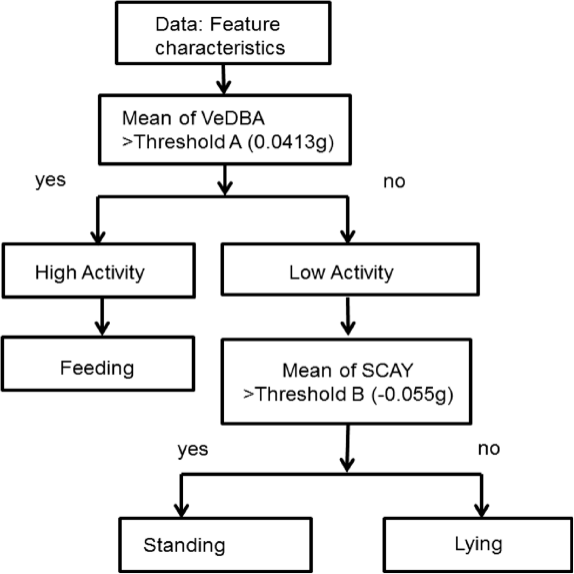 Data: Feature
characteristics
Mean of VeDBA
>Threshold A (0.0413g)
yes
no
High Activity
Low Activity
Feeding
Mean of SCAY
>Threshold B (-0.055g)
yes
no
Standing
Lying